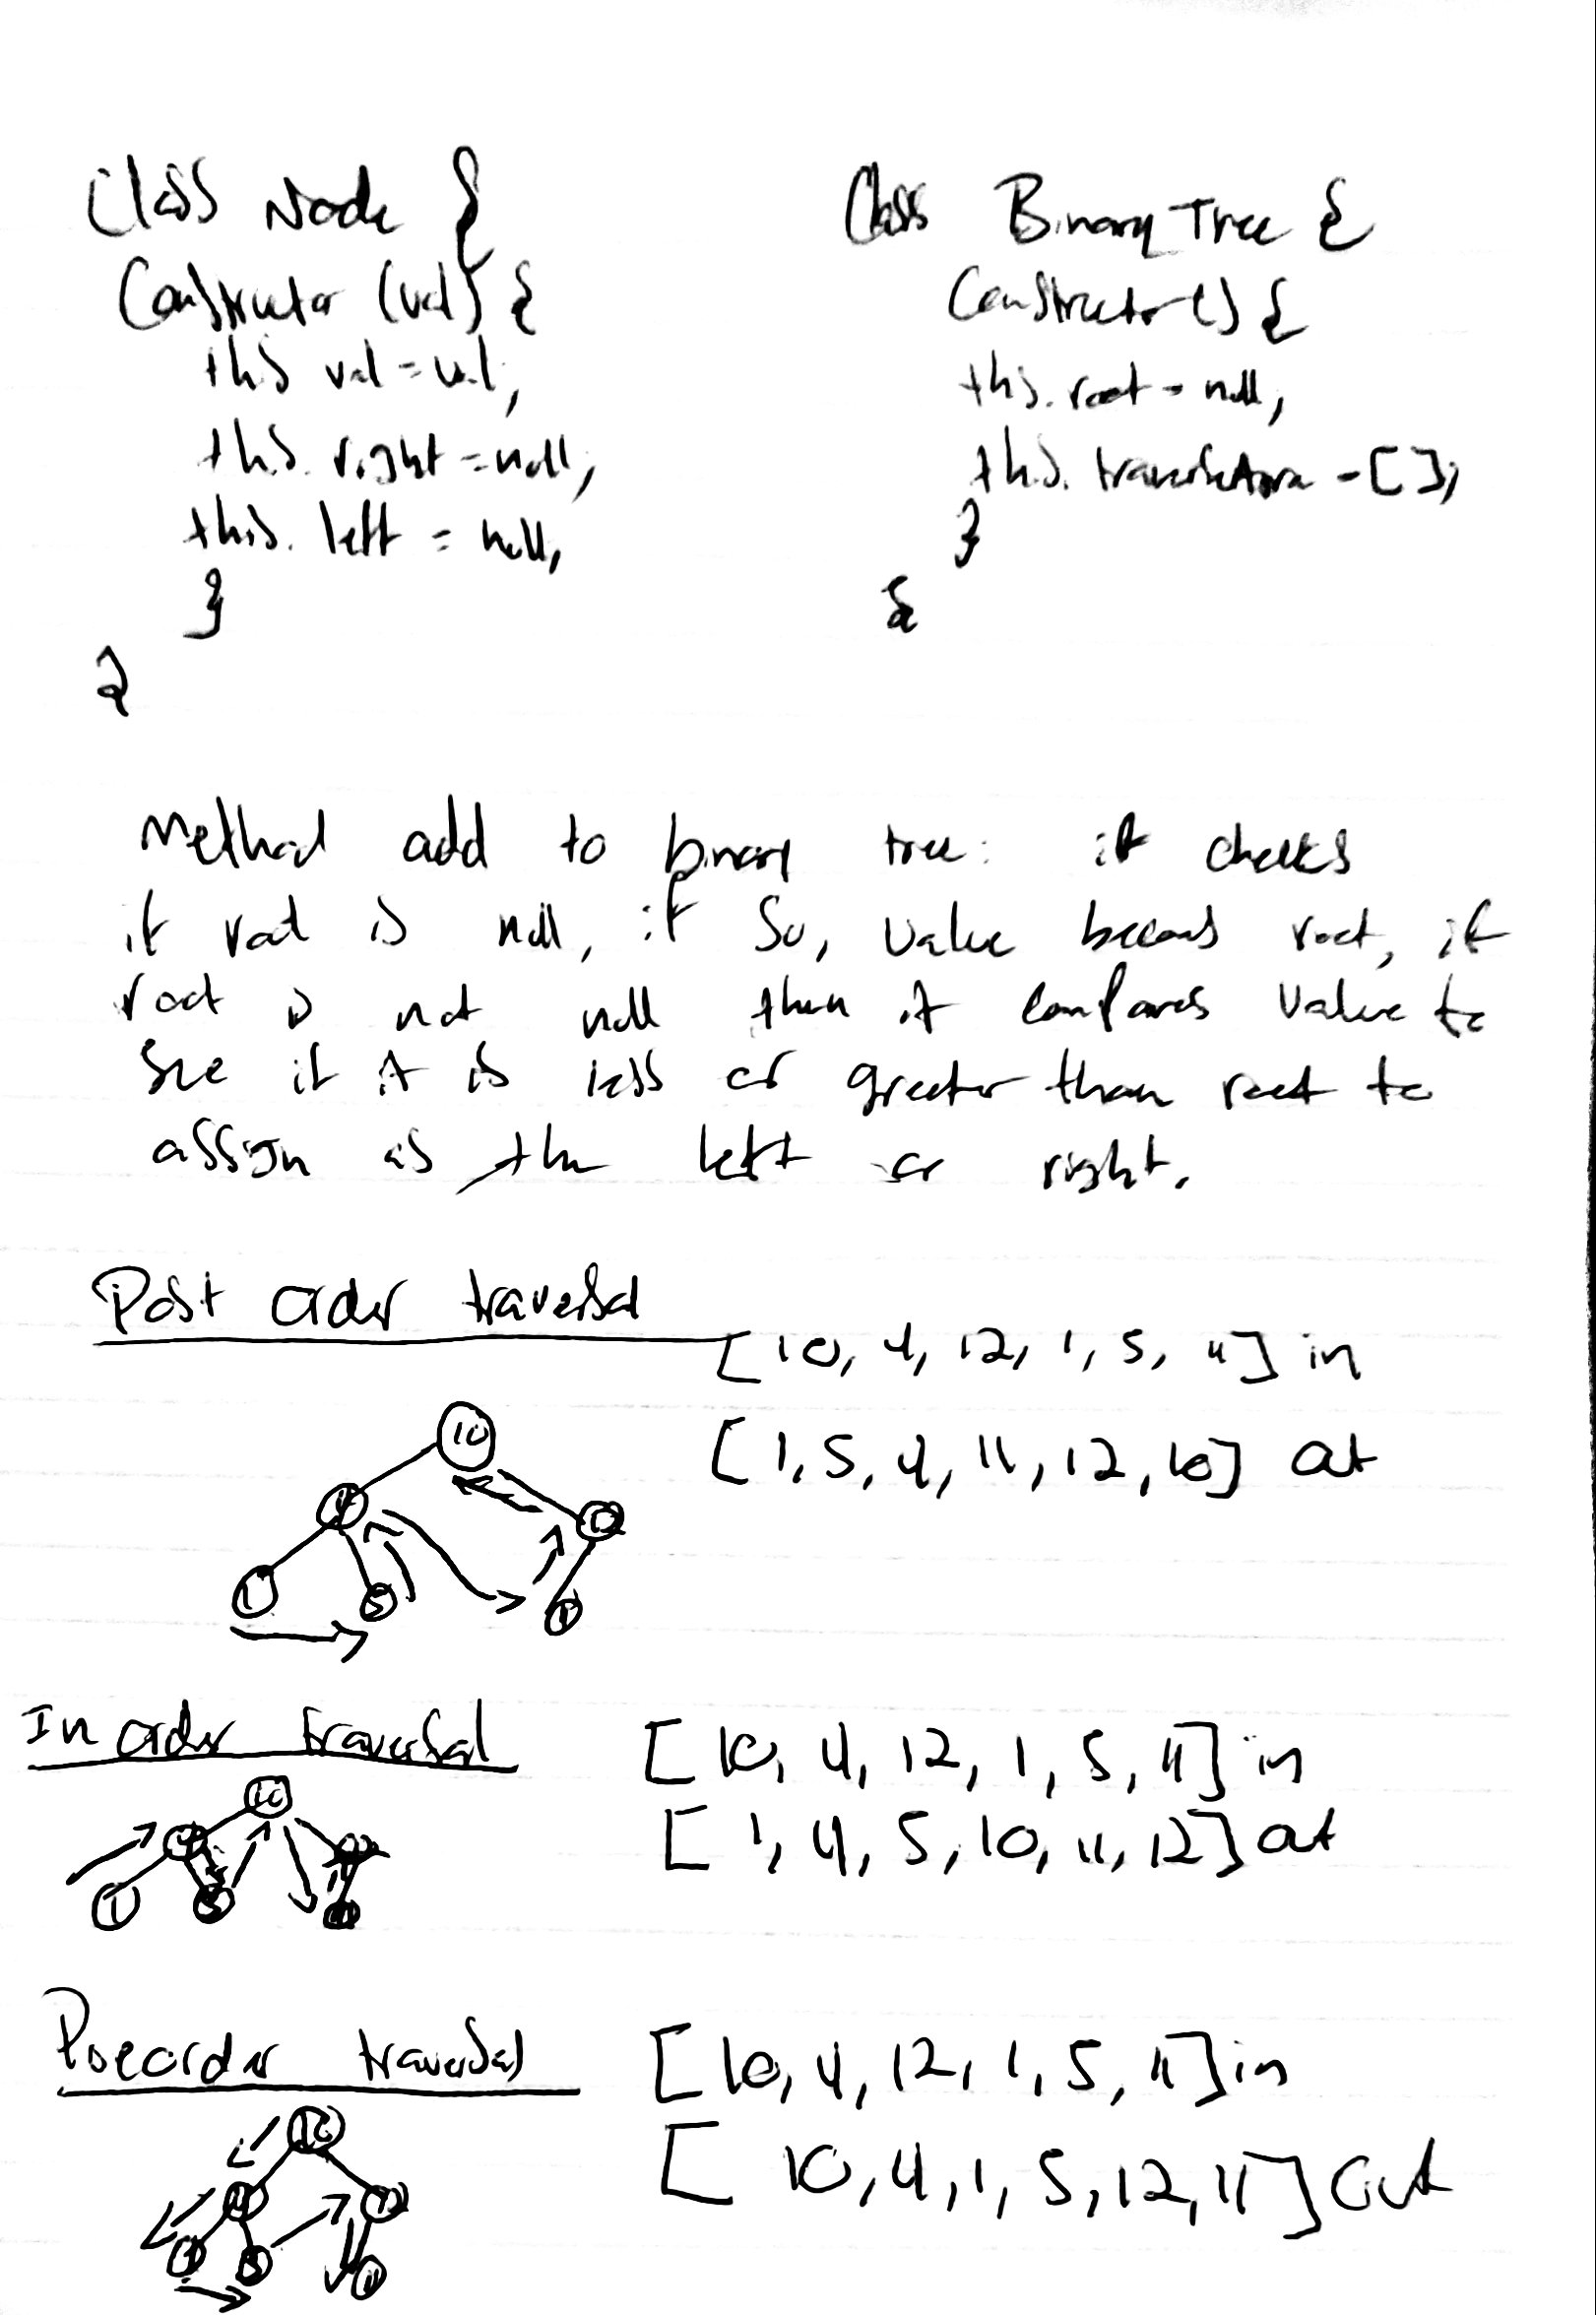 Class Node {
Constructor (val) {
this val = val;
this. right = null;
this. left = null;
}
}
Class Binary Tree {
Constructor () {
this. root = null;
this. = [];
}
}
Method add to binary tree: it checks
if root is null, if so, value becomes root, if
root is not null then it compares value to
see if it is less or greater than root to
assign as the left or right.
Post order traversal
[10, 4, 12, 1, 5, 11] in
[1, 5, 4, 11, 12, 10] out
10
4
12
1
5
11
In order traversal
[10, 4, 12, 1, 5, 11] in
[1, 4, 5, 10, 11, 12] out
10
4
12
1
5
11
Preorder traversal
[10, 4, 12, 1, 5, 11] in
[10, 4, 1, 5, 12, 11] out
10
4
12
1
5
11